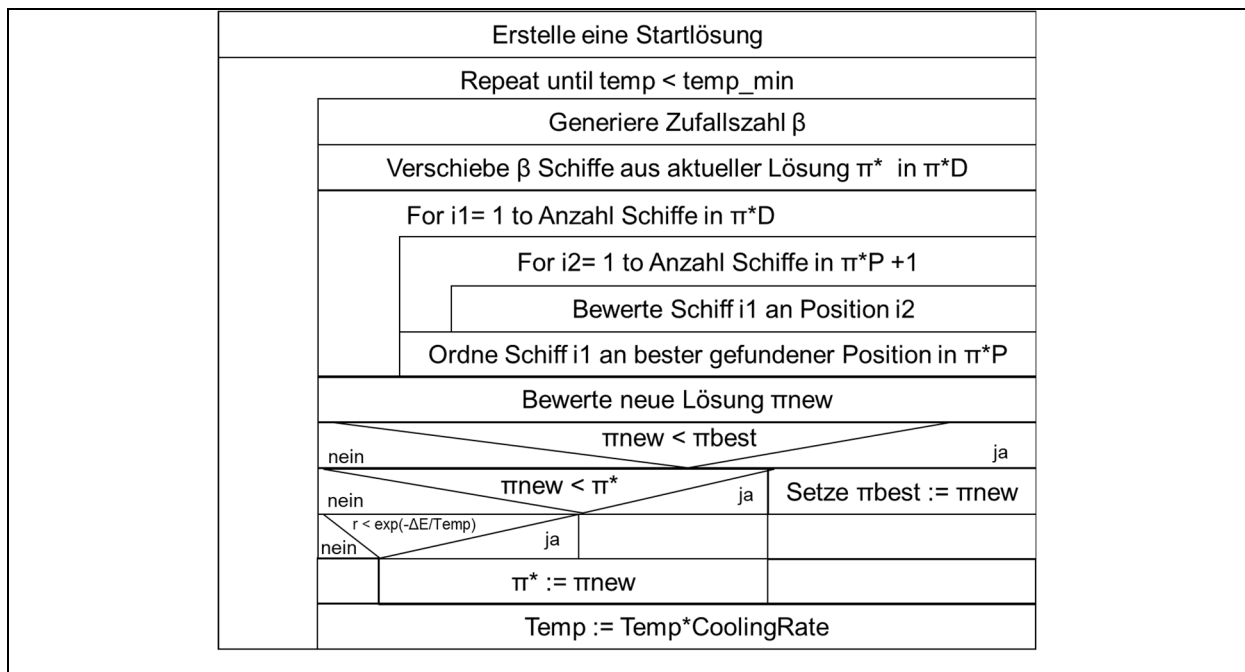 Erstelle eine Startlösung
Repeat until temp < temp_min
Generiere Zufallszahl β
Verschiebe β Schiffe aus aktueller Lösung π* in π*D
For i1= 1 to Anzahl Schiffe in π*D
For i2= 1 to Anzahl Schiffe in π*P +1
Bewerte Schiff i1 an Position i2
Ordne Schiff i1 an bester gefundener Position in π*P
Bewerte neue Lösung πnew
πnew < πbest
nein
ja
πnew < π*
nein
ja
Setze πbest := πnew
r < exp(-ΔE/Temp)
nein
ja
π* := πnew
Temp := Temp*CoolingRate